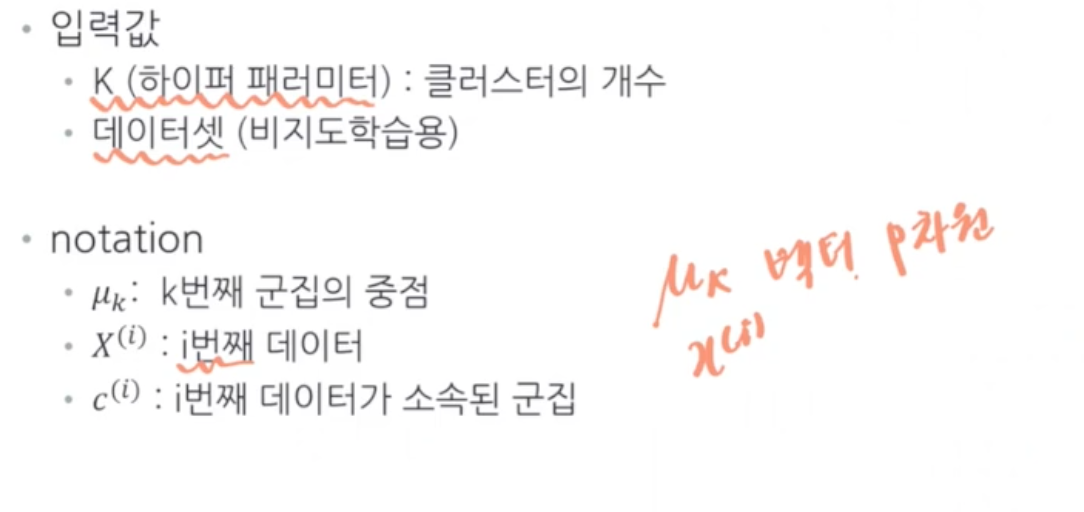 • 입력값
• K (하이퍼 패러미터) : 클러스터의 개수
• 데이터셋 (비지도학습용)
• notation
• μₖ: k번째 군집의 중점
• X⁽ⁱ⁾ : i번째 데이터
• c⁽ⁱ⁾ : i번째 데이터가 소속된 군집
μₖ 벡터. p차원
x⁽ⁱ⁾